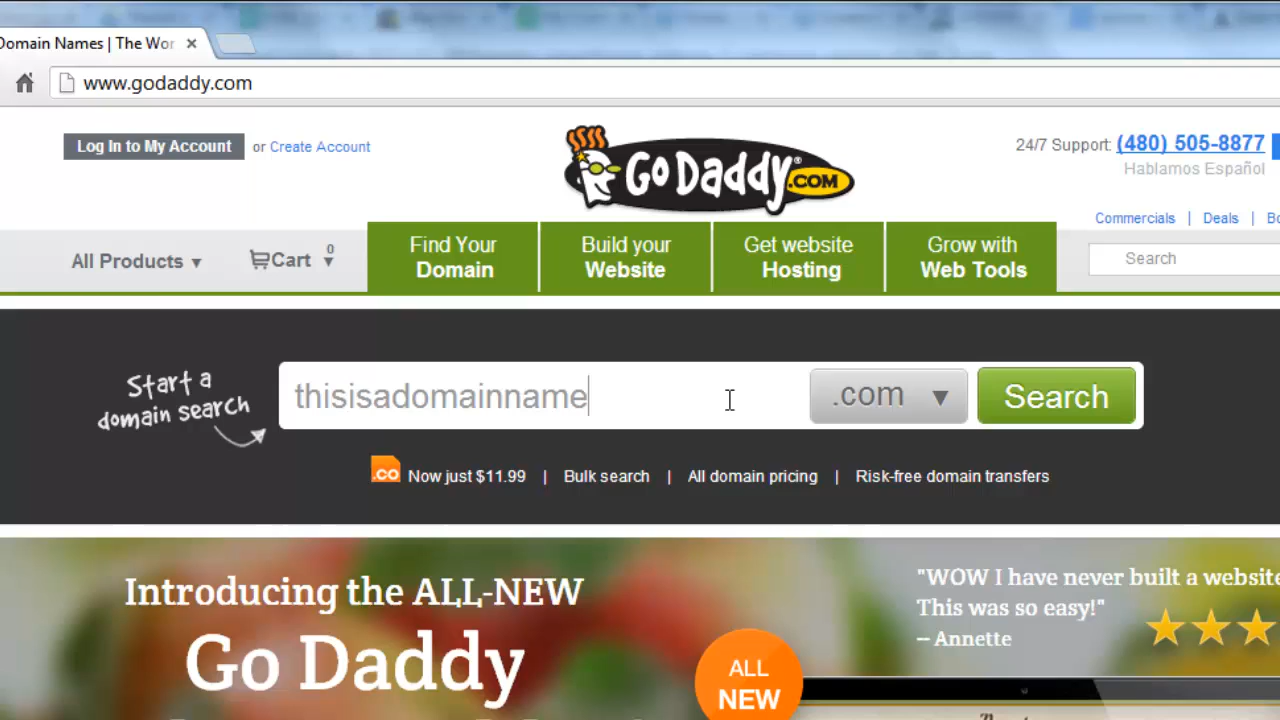 Domain Names | The Wor
www.godaddy.com
Log In to My Account or Create Account
Go Daddy.COM
24/7 Support: (480) 505-8877
Hablamos Español
Commercials | Deals | Bo
All Products
Cart 0
Find Your Domain
Build your Website
Get website Hosting
Grow with Web Tools
Search
Start a
domain search
thisisadomainname
.com
Search
.co Now just $11.99 | Bulk search | All domain pricing | Risk-free domain transfers
Introducing the ALL-NEW
Go Daddy
ALL
NEW
"WOW I have never built a website
This was so easy!"
-- Annette